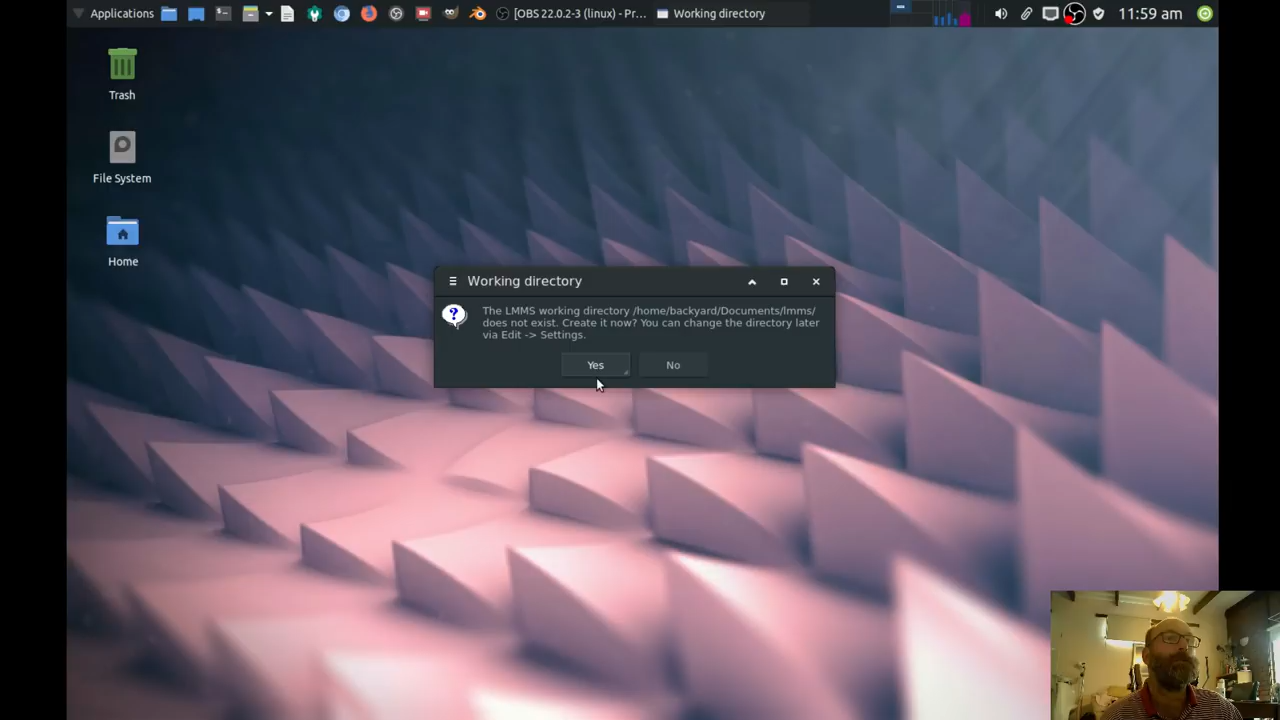 Applications
[OBS 22.0.2-3 (linux) - Pr...
Working directory
11:59 am
Trash
File System
Home
Working directory
The LMMS working directory /home/backyard/Documents/lmms/
does not exist. Create it now? You can change the directory later
via Edit -> Settings.
Yes
No